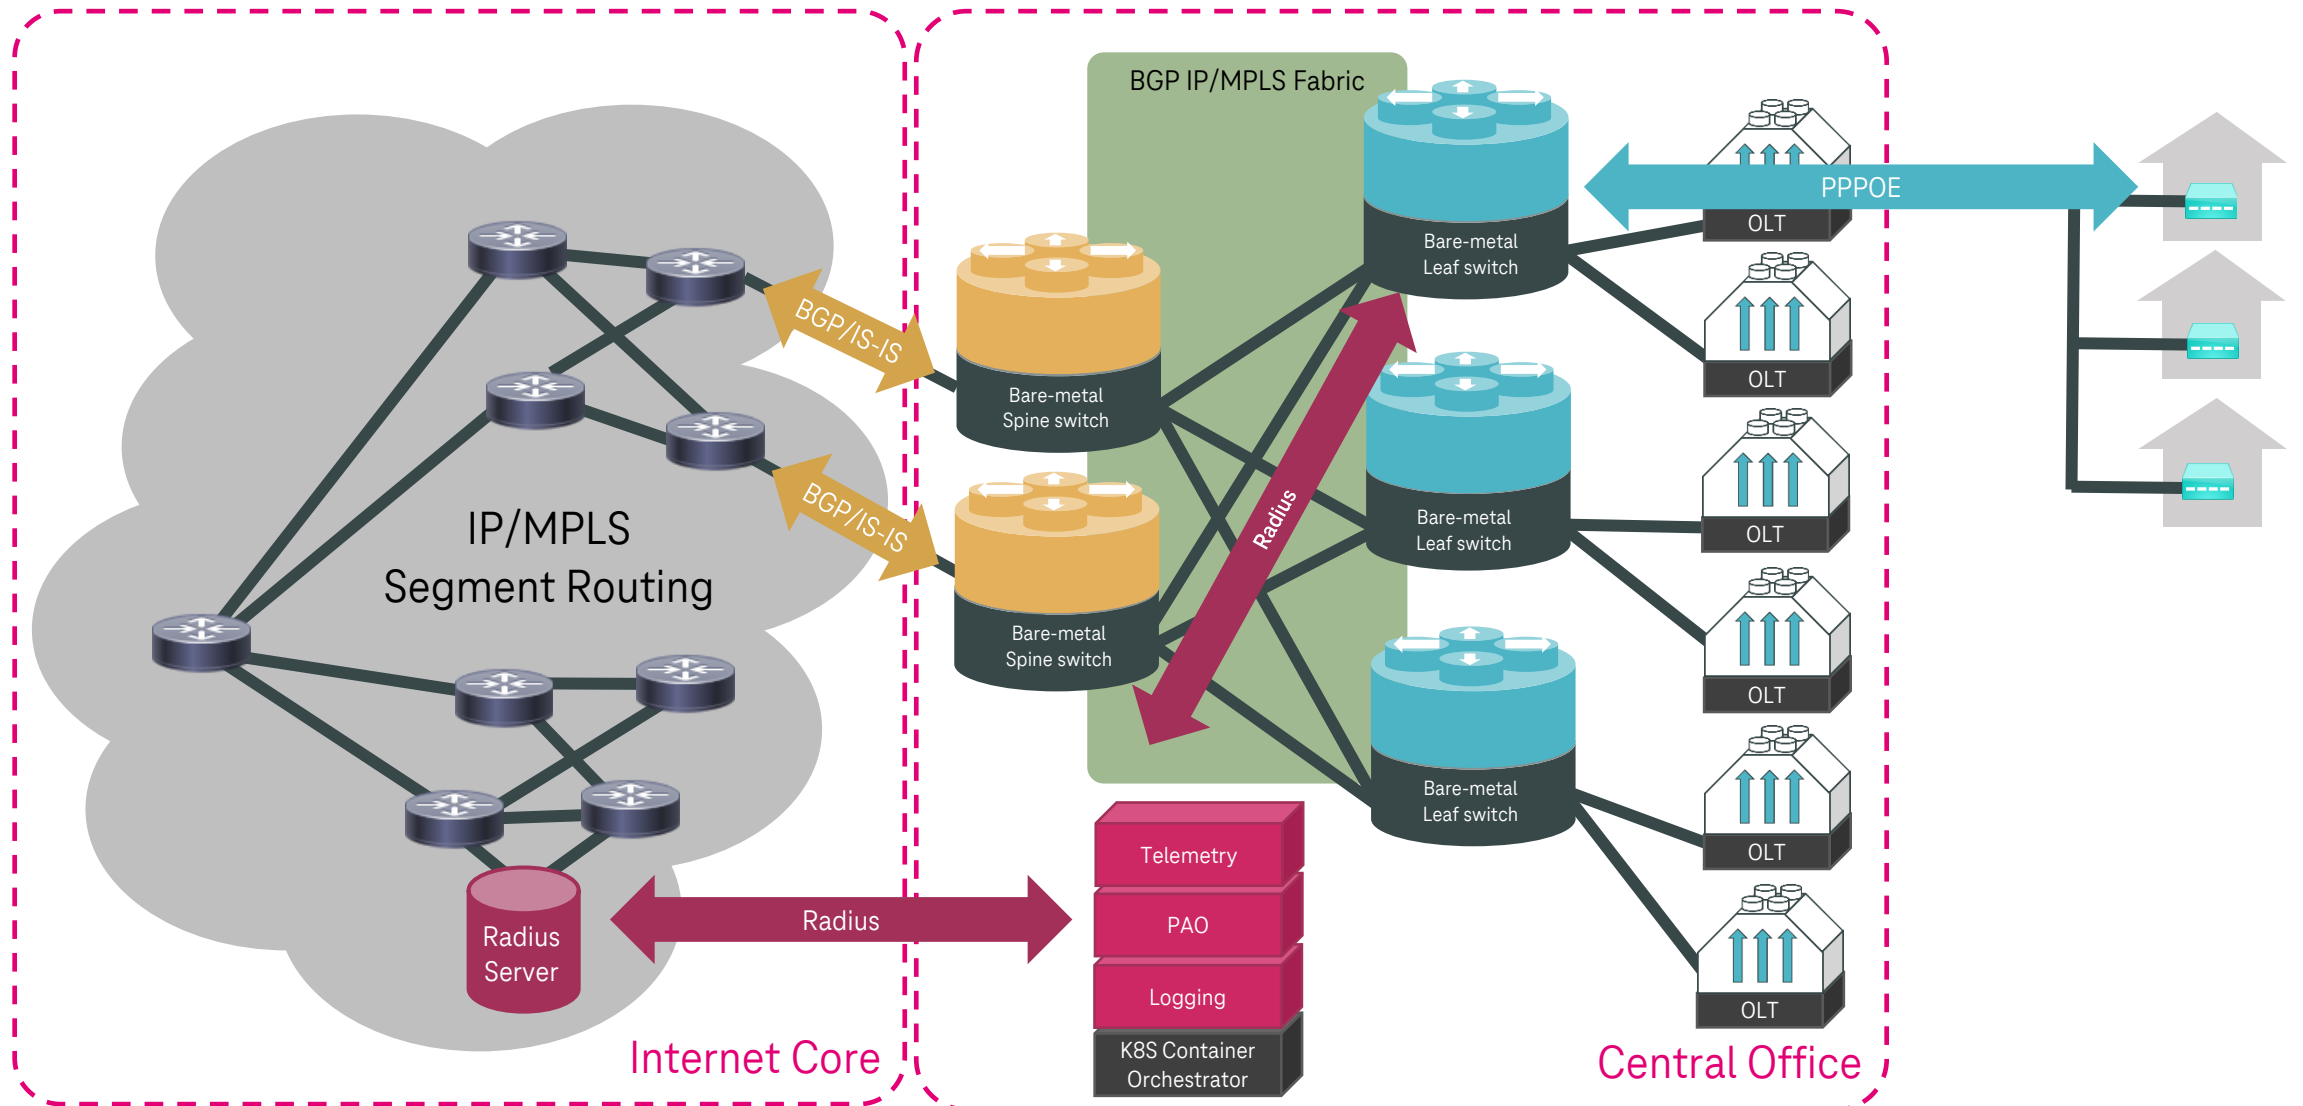 BGP IP/MPLS Fabric
PPPOE
OLT
Bare-metal
Leaf switch
BGP/IS-IS
OLT
Bare-metal
Spine switch
BGP/IS-IS
IP/MPLS
Segment Routing
Radius
Bare-metal
Leaf switch
OLT
Bare-metal
Spine switch
OLT
Bare-metal
Leaf switch
OLT
Telemetry
Radius
PAO
Radius
Server
Logging
OLT
K8S Container
Orchestrator
Internet Core
Central Office